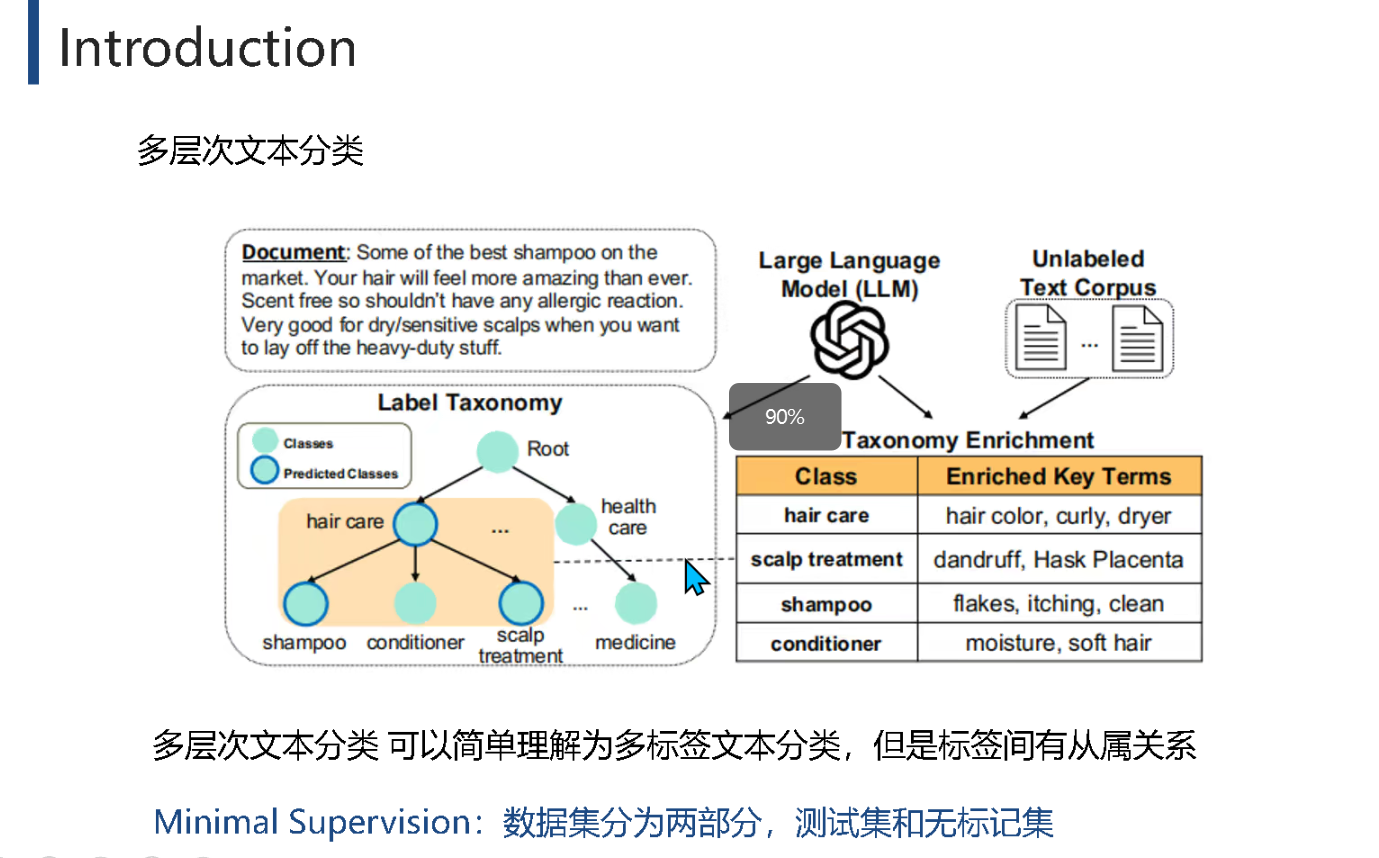 Introduction
多层次文本分类
Document: Some of the best shampoo on the
market. Your hair will feel more amazing than ever.
Scent free so shouldn't have any allergic reaction.
Very good for dry/sensitive scalps when you want
to lay off the heavy-duty stuff.
Large Language
Model (LLM)
Unlabeled
Text Corpus
...
90%
Label Taxonomy
Classes
Predicted Classes
Root
hair care
...
health
care
shampoo
conditioner
scalp
treatment
...
medicine
Taxonomy Enrichment
Class Enriched Key Terms
hair care hair color, curly, dryer
scalp treatment dandruff, Hask Placenta
shampoo flakes, itching, clean
conditioner moisture, soft hair
多层次文本分类 可以简单理解为多标签文本分类，但是标签间有从属关系
Minimal Supervision：数据集分为两部分，测试集和无标记集